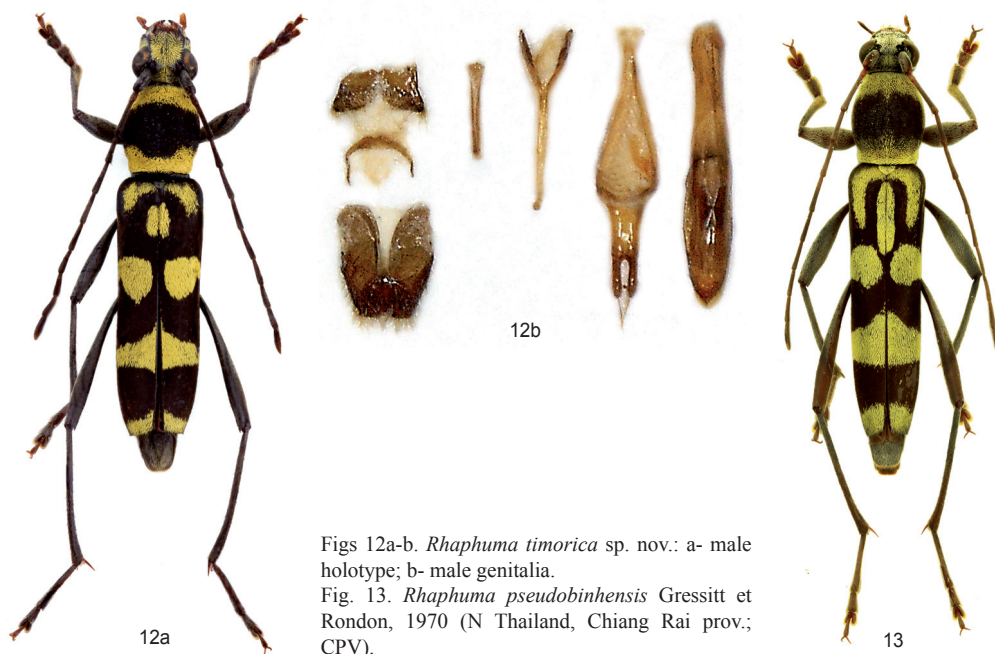 12b
Figs 12a-b. Rhaphuma timorica sp. nov.: a- male
holotype; b- male genitalia.
Fig. 13. Rhaphuma pseudobinhensis Gressitt et
Rondon, 1970 (N Thailand, Chiang Rai prov.;
CPV).
12a
13